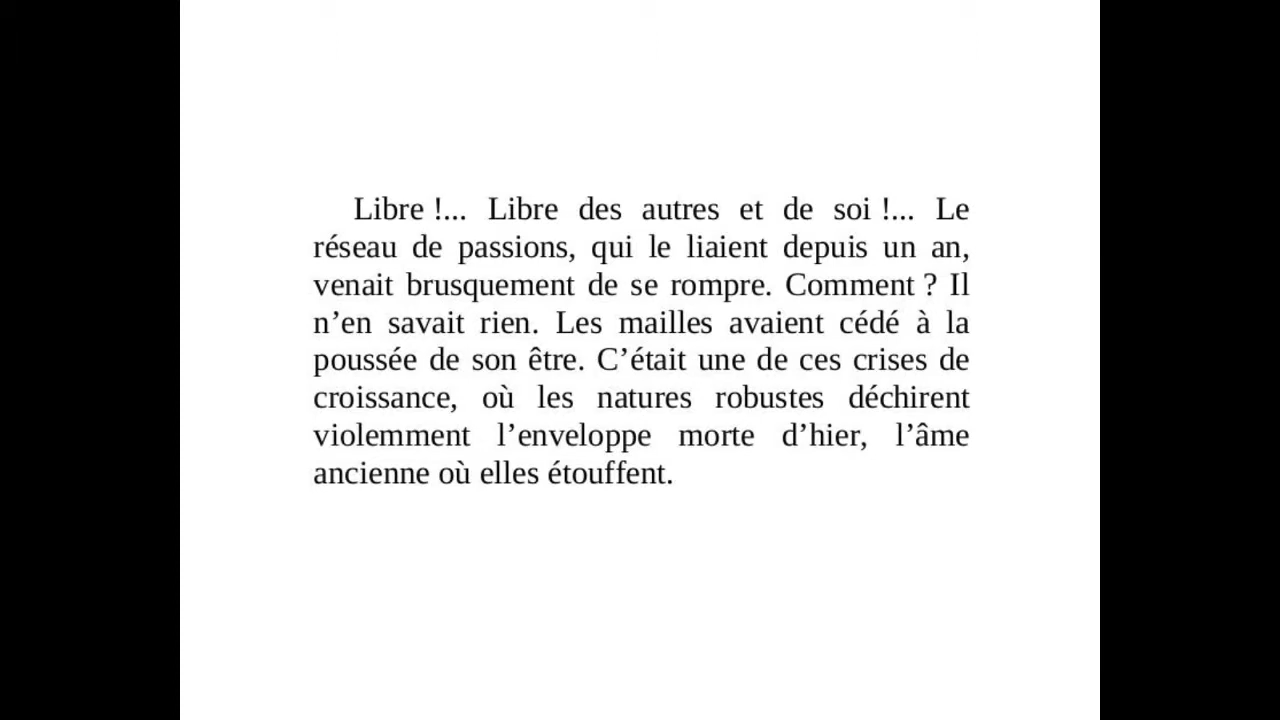 Libre !... Libre des autres et de soi !... Le
réseau de passions, qui le liaient depuis un an,
venait brusquement de se rompre. Comment ? Il
n’en savait rien. Les mailles avaient cédé à la
poussée de son être. C’était une de ces crises de
croissance, où les natures robustes déchirent
violemment l’enveloppe morte d’hier, l’âme
ancienne où elles étouffent.